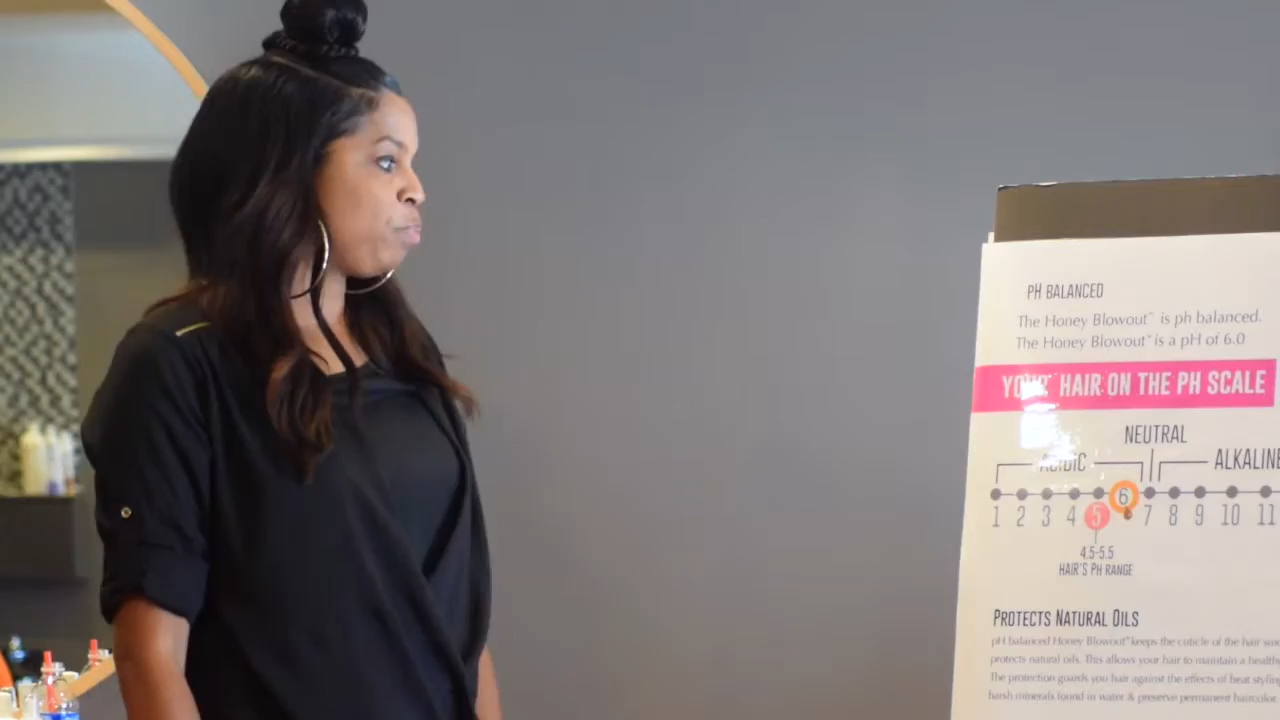 PH BALANCED
The Honey Blowout™ is ph balanced.
The Honey Blowout™ is a pH of 6.0
YOUR HAIR ON THE PH SCALE
NEUTRAL
ACIDIC
ALKALINE
1 2 3 4 5 6 7 8 9 10 11
4.5-5.5
HAIR'S PH RANGE
PROTECTS NATURAL OILS
pH balanced Honey Blowout™ keeps the cuticle of the hair
protects natural oils. This allows your hair to maintain a
The protection guards you hair against the effects of heat
harsh minerals found in water & preserve permanent haircolor.